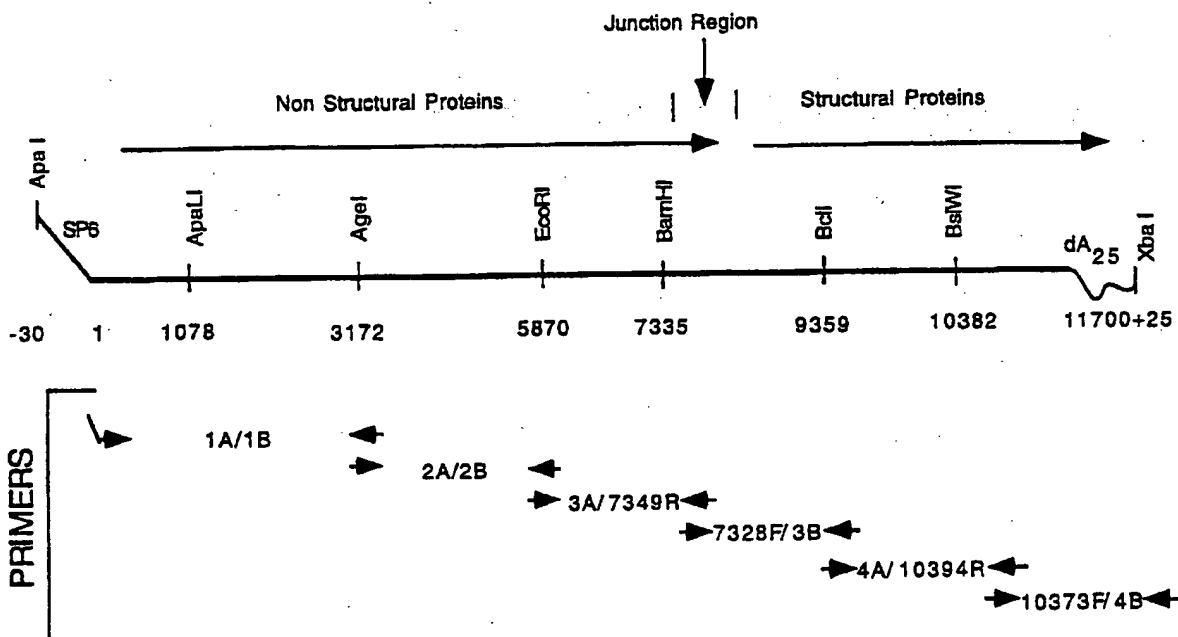 Junction Region
Non Structural Proteins
Structural Proteins
Apa I
SP6
ApaLI
AgeI
EcoRI
BamHI
BclI
BsiWI
dA25
Xba I
-30 1 1078 3172 5870 7335 9359 10382 11700+25
PRIMERS
1A/1B
2A/2B
3A/7349R
7328F/3B
4A/10394R
10373F/4B